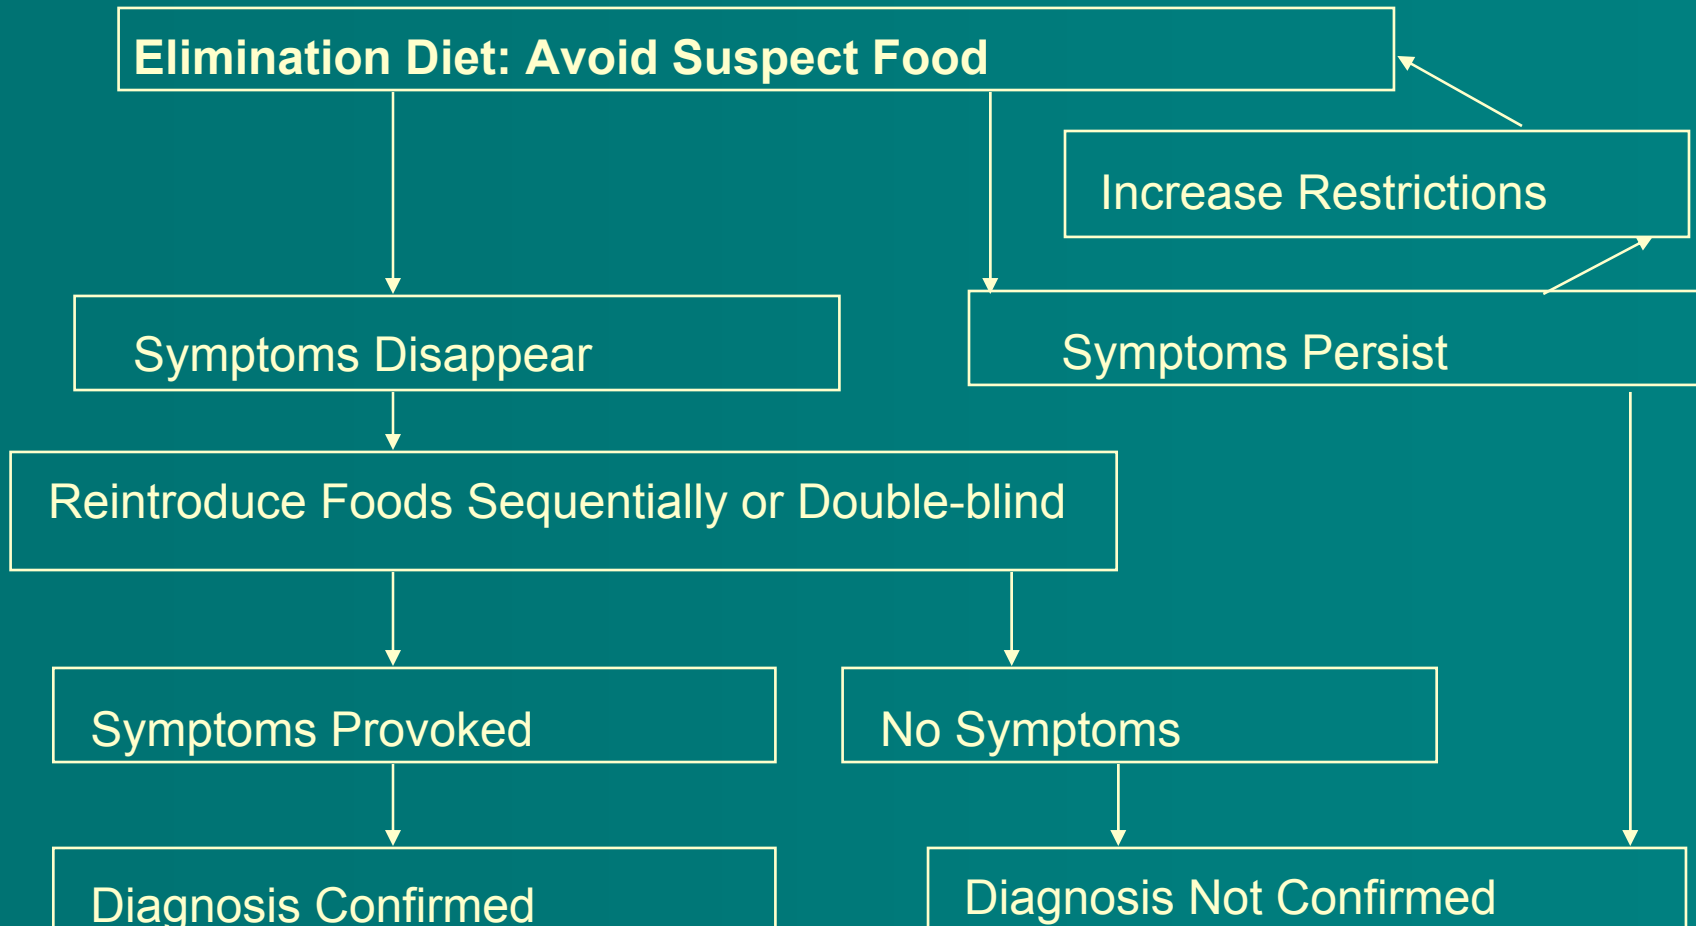 Elimination Diet: Avoid Suspect Food
Increase Restrictions
Symptoms Disappear
Symptoms Persist
Reintroduce Foods Sequentially or Double-blind
Symptoms Provoked
No Symptoms
Diagnosis Confirmed
Diagnosis Not Confirmed